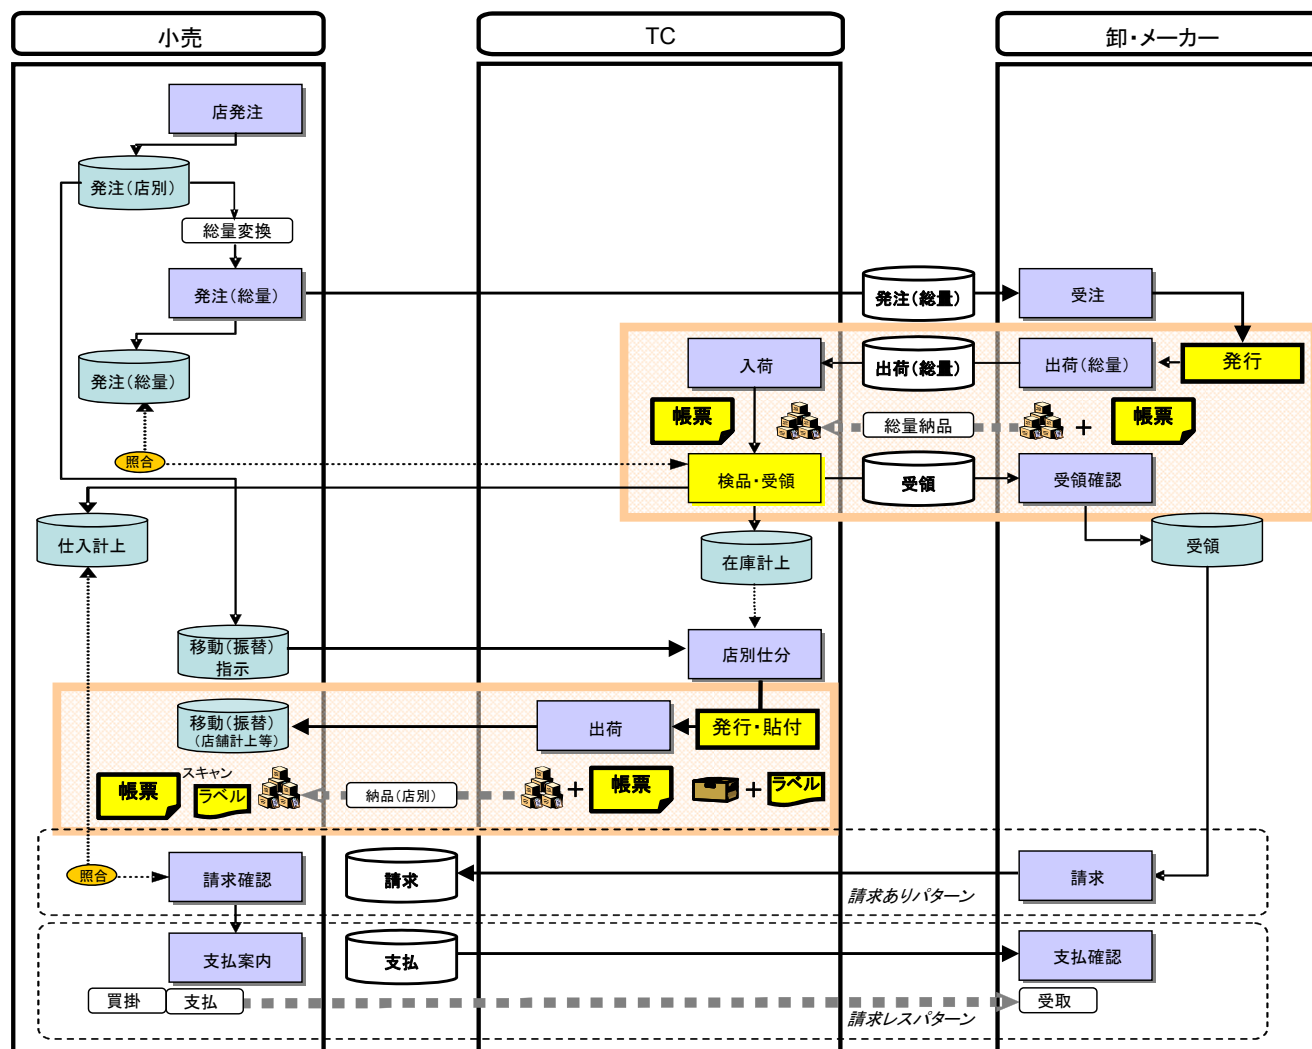 小売
TC
卸・メーカー
店発注
発注(店別)
総量変換
発注(総量)
発注(総量)
受注
発注(総量)
入荷
出荷(総量)
出荷(総量)
発行
帳票
総量納品
+
帳票
照合
検品・受領
受領
受領確認
仕入計上
在庫計上
受領
移動(振替)
指示
店別仕分
移動(振替)
(店舗計上等)
出荷
発行・貼付
帳票
スキャン
ラベル
納品(店別)
+
帳票
+
ラベル
照合
請求確認
請求
請求
請求ありパターン
支払案内
支払
支払確認
買掛
支払
受取
請求レスパターン